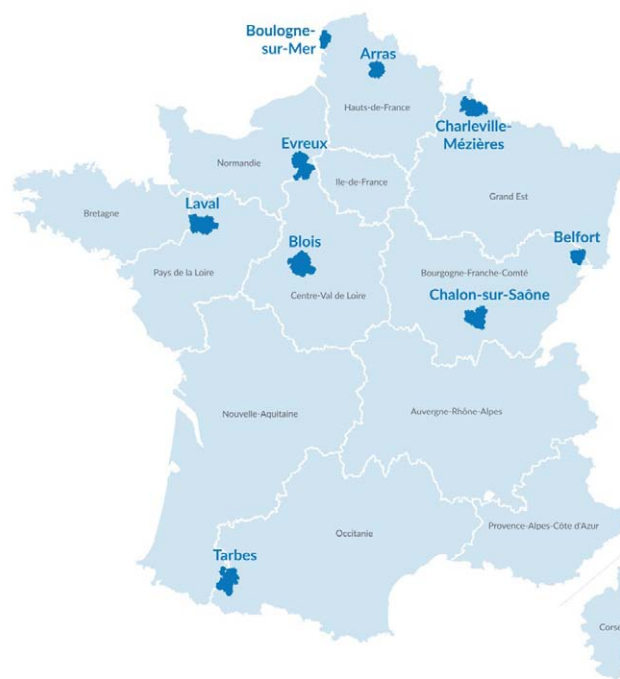 Boulogne-
sur-Mer
Arras
Hauts-de-France
Charleville-
Mézières
Evreux
Normandie
Ile-de-France
Grand Est
Laval
Bretagne
Belfort
Blois
Pays de la Loire
Bourgogne-Franche-Comté
Centre-Val de Loire
Chalon-sur-Saône
Nouvelle-Aquitaine
Auvergne-Rhône-Alpes
Provence-Alpes-Côte d'Azur
Occitanie
Tarbes
Corse